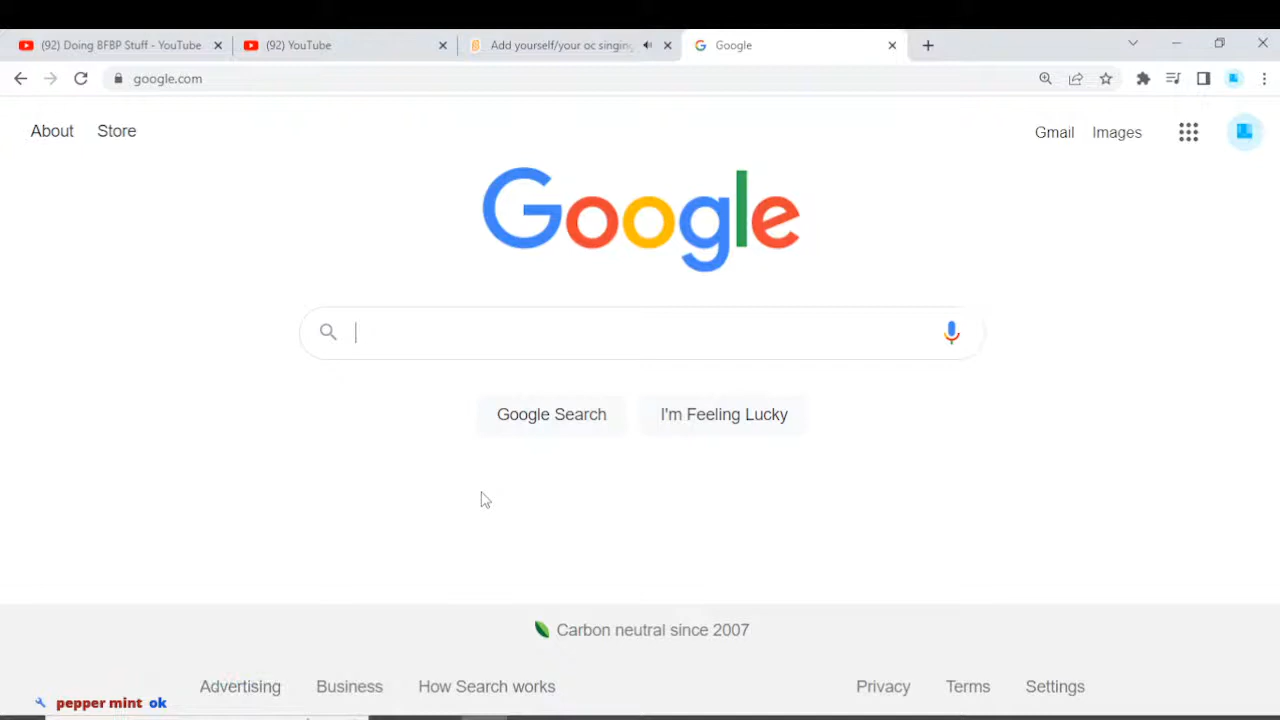 (92) Doing BFBP Stuff - YouTube
(92) YouTube
Add yourself/your oc singing
Google
google.com
About
Store
Gmail
Images
Google
Google Search
I'm Feeling Lucky
Carbon neutral since 2007
Advertising
Business
How Search works
Privacy
Terms
Settings
pepper mint ok